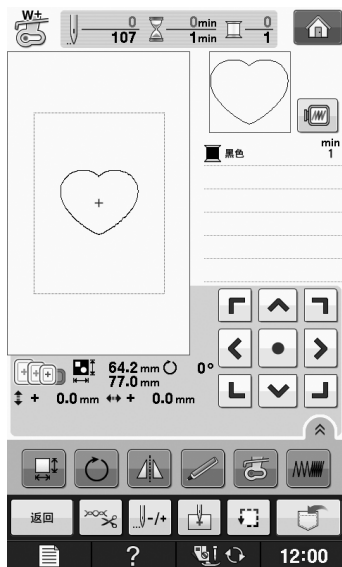 W+
0 0min 0
107 1min 1
min
黒色 1
64.2 mm 0°
77.0 mm
+ 0.0 mm + 0.0 mm
返回 -/+
? 12:00